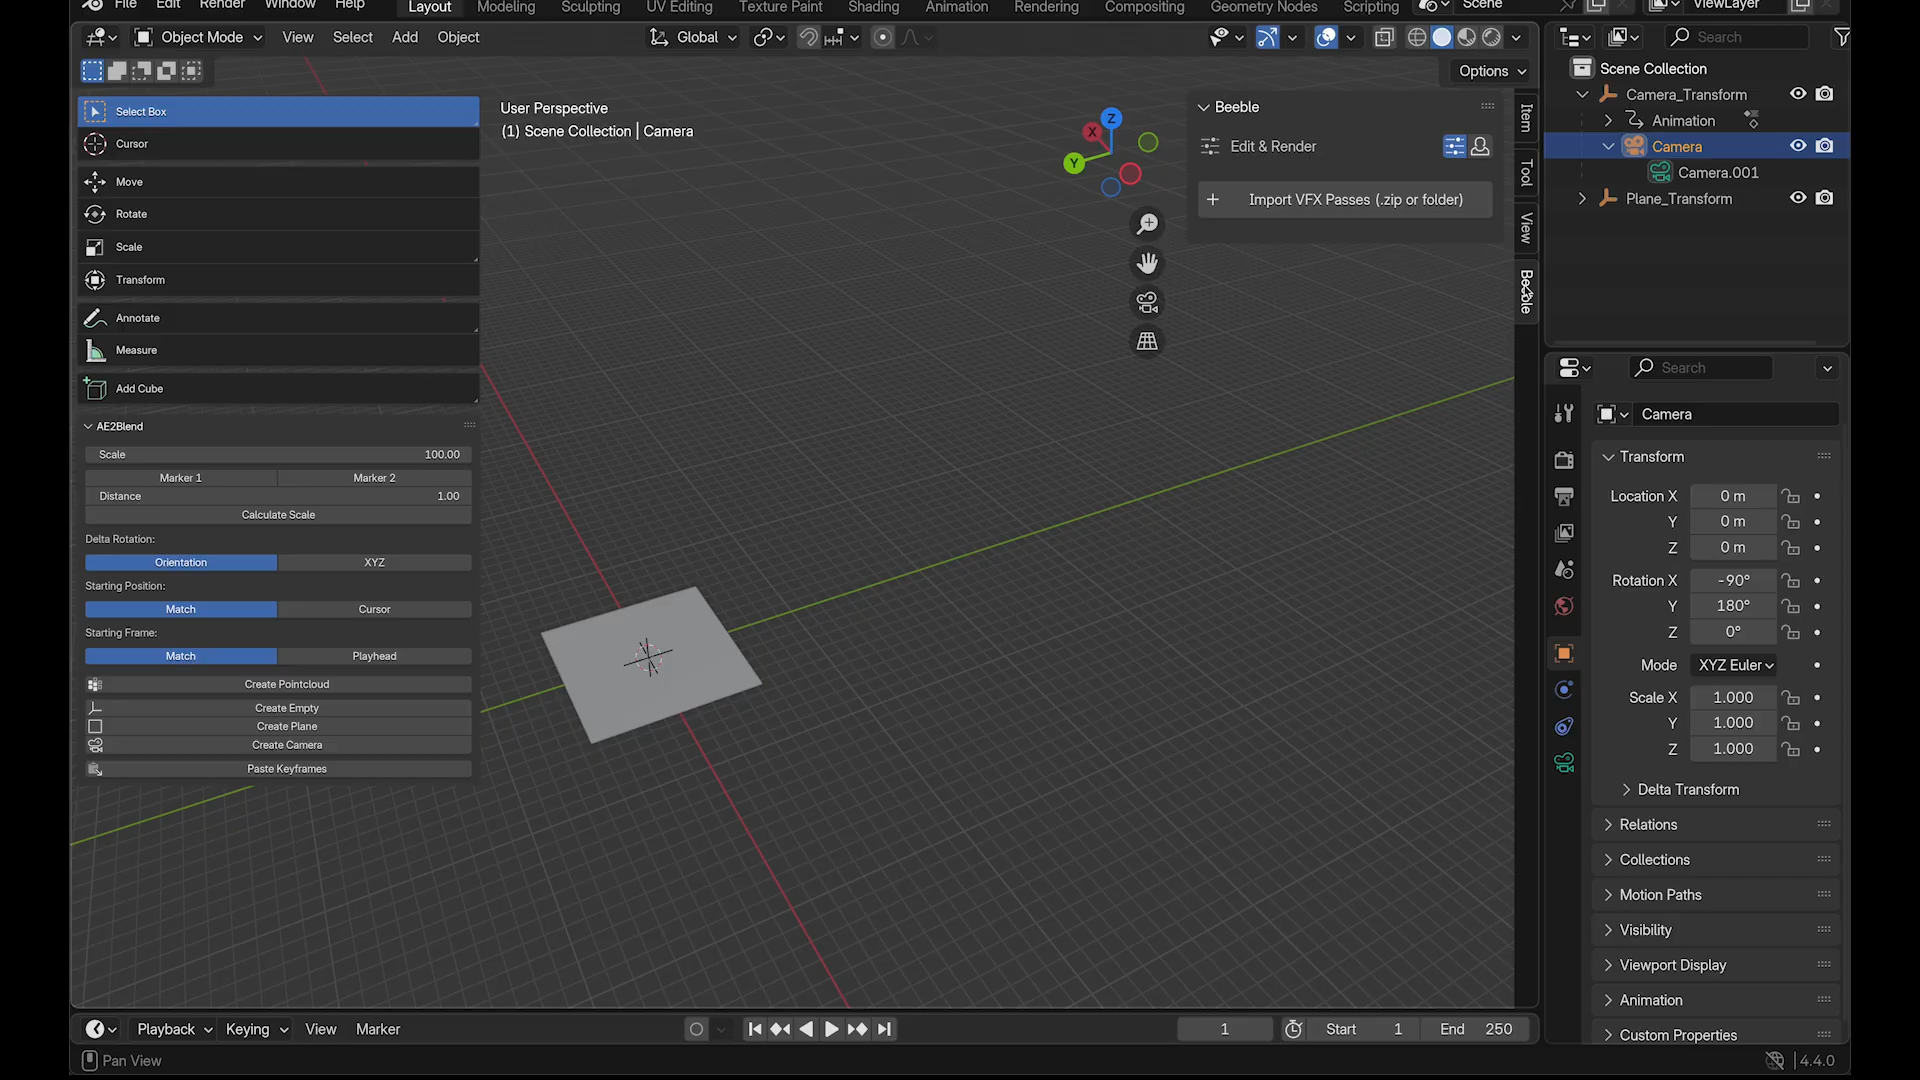 File Edit Render Window Help Layout Modeling Sculpting UV Editing Texture Paint Shading Animation Rendering Compositing Geometry Nodes Scripting Scene ViewLayer
Object Mode View Select Add Object Global Search
Options
Select Box
Cursor
Move
Rotate
Scale
Transform
Annotate
Measure
Add Cube
AE2Blend
Scale 100.00
Marker 1 Marker 2
Distance 1.00
Calculate Scale
Delta Rotation:
Orientation XYZ
Starting Position:
Match Cursor
Starting Frame:
Match Playhead
Create Pointcloud
Create Empty
Create Plane
Create Camera
Paste Keyframes
User Perspective
(1) Scene Collection | Camera
X
Y
Z
Beeble
Edit & Render
Import VFX Passes (.zip or folder)
Item
Tool
View
Beeble
Scene Collection
Camera_Transform
Animation
Camera
Camera.001
Plane_Transform
Search
Camera
Transform
Location X 0 m
Y 0 m
Z 0 m
Rotation X -90°
Y 180°
Z 0°
Mode XYZ Euler
Scale X 1.000
Y 1.000
Z 1.000
Delta Transform
Relations
Collections
Motion Paths
Visibility
Viewport Display
Animation
Custom Properties
Playback Keying View Marker 1 Start 1 End 250
Pan View 4.4.0